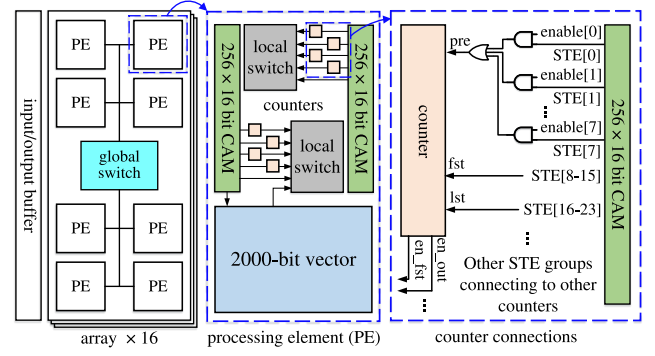 input/output buffer
PE
PE
PE
PE
global
switch
PE
PE
PE
PE
array × 16
256 × 16 bit CAM
local
switch
counters
256 × 16 bit CAM
local
switch
2000-bit vector
processing element (PE)
counter
pre
enable[0]
STE[0]
enable[1]
STE[1]
...
enable[7]
STE[7]
fst
STE[8-15]
lst
STE[16-23]
...
en_fst
en_out
...
Other STE groups
connecting to other
counters
256 × 16 bit CAM
counter connections